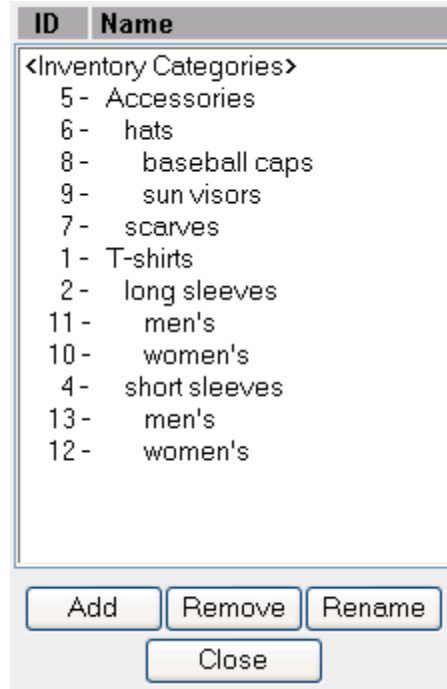 ID Name
<Inventory Categories>
5 - Accessories
6 - hats
8 - baseball caps
9 - sun visors
7 - scarves
1 - T-shirts
2 - long sleeves
11 - men's
10 - women's
4 - short sleeves
13 - men's
12 - women's
Add Remove Rename
Close